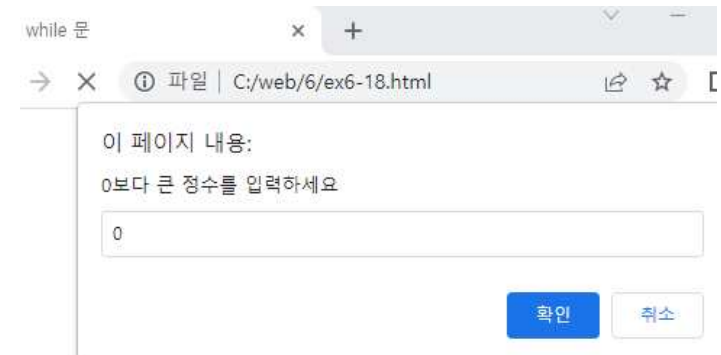 while 문
파일 | C:/web/6/ex6-18.html
이 페이지 내용:
0보다 큰 정수를 입력하세요
0
확인 취소